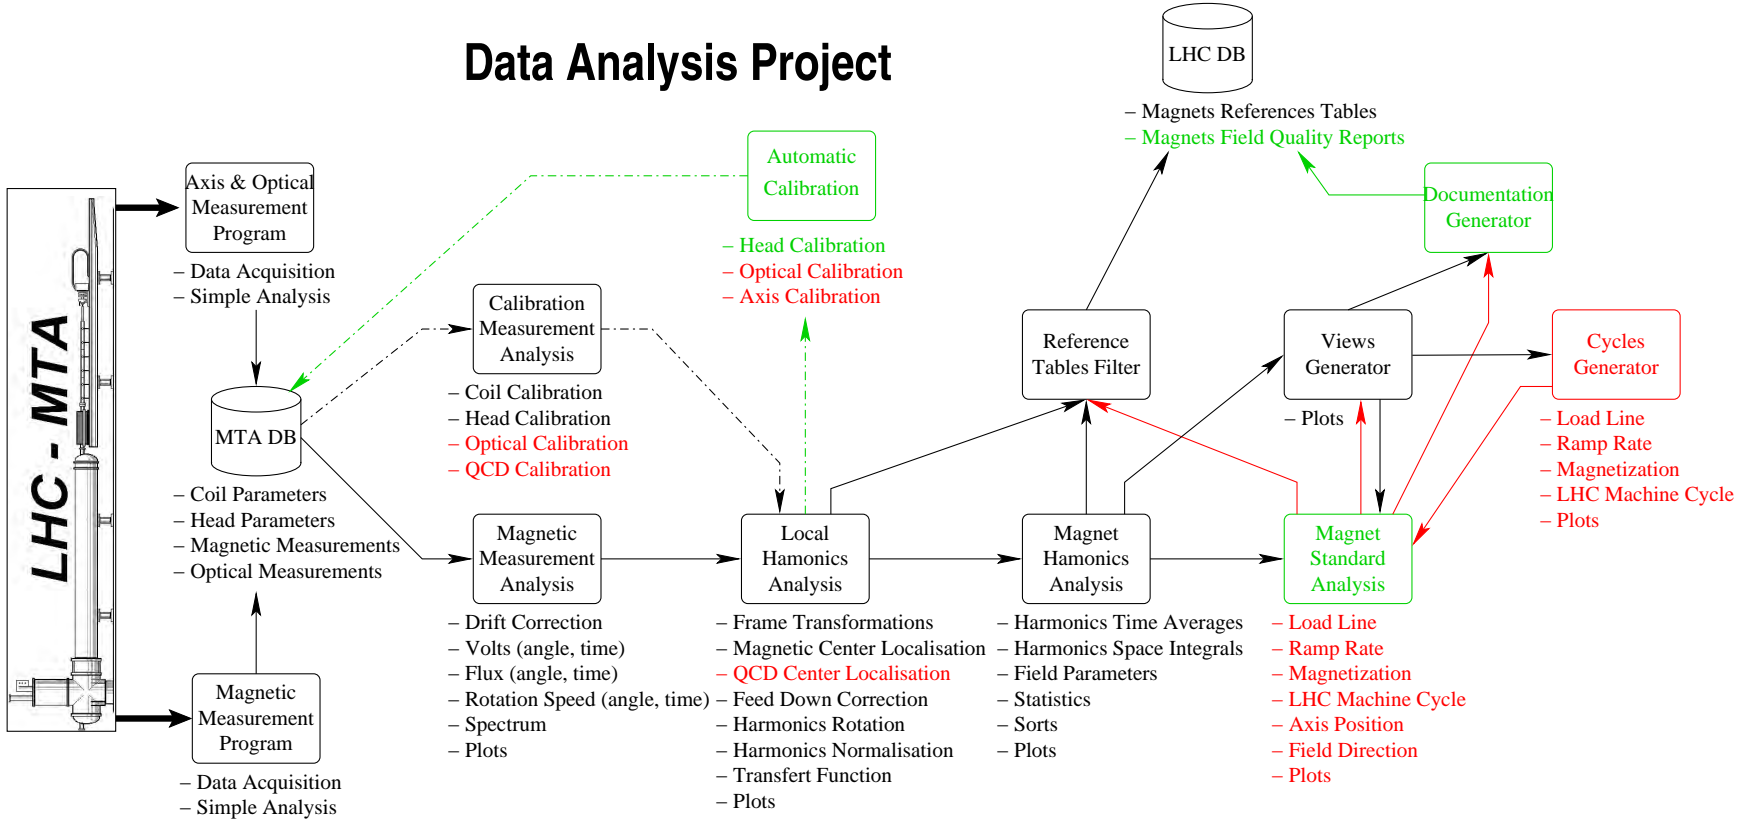 Data Analysis Project
LHC DB
– Magnets References Tables
– Magnets Field Quality Reports
Automatic
Calibration
– Head Calibration
– Optical Calibration
– Axis Calibration
Axis & Optical
Measurement
Program
– Data Acquisition
– Simple Analysis
LHC - MTA
MTA DB
– Coil Parameters
– Head Parameters
– Magnetic Measurements
– Optical Measurements
Magnetic
Measurement
Program
– Data Acquisition
– Simple Analysis
Calibration
Measurement
Analysis
– Coil Calibration
– Head Calibration
– Optical Calibration
– QCD Calibration
Magnetic
Measurement
Analysis
– Drift Correction
– Volts (angle, time)
– Flux (angle, time)
– Rotation Speed (angle, time)
– Spectrum
– Plots
Local
Hamonics
Analysis
– Frame Transformations
– Magnetic Center Localisation
– QCD Center Localisation
– Feed Down Correction
– Harmonics Rotation
– Harmonics Normalisation
– Transfert Function
– Plots
Reference
Tables Filter
Magnet
Hamonics
Analysis
– Harmonics Time Averages
– Harmonics Space Integrals
– Field Parameters
– Statistics
– Sorts
– Plots
Documentation
Generator
Views
Generator
– Plots
Cycles
Generator
– Load Line
– Ramp Rate
– Magnetization
– LHC Machine Cycle
– Plots
Magnet
Standard
Analysis
– Load Line
– Ramp Rate
– Magnetization
– LHC Machine Cycle
– Axis Position
– Field Direction
– Plots